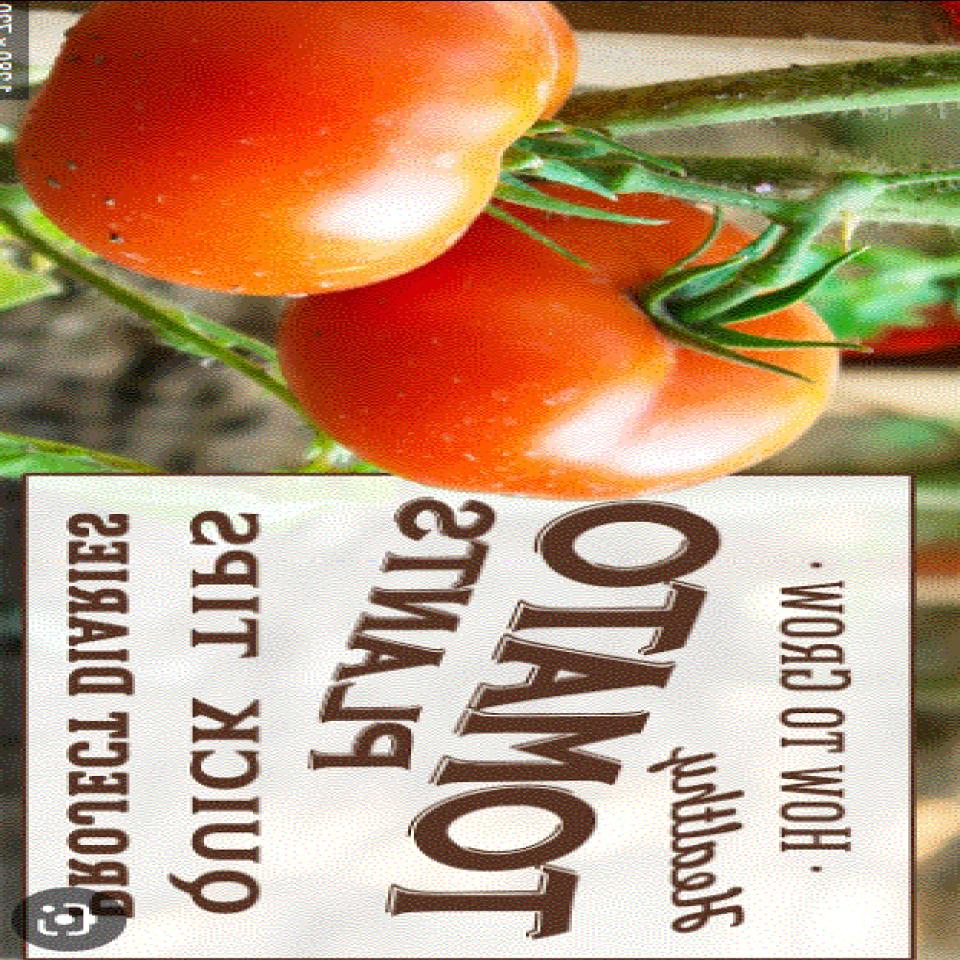 · HOW TO GROW ·
Healthy
TOMATO
PLANTS
QUICK TIPS
PROJECT DIARIES